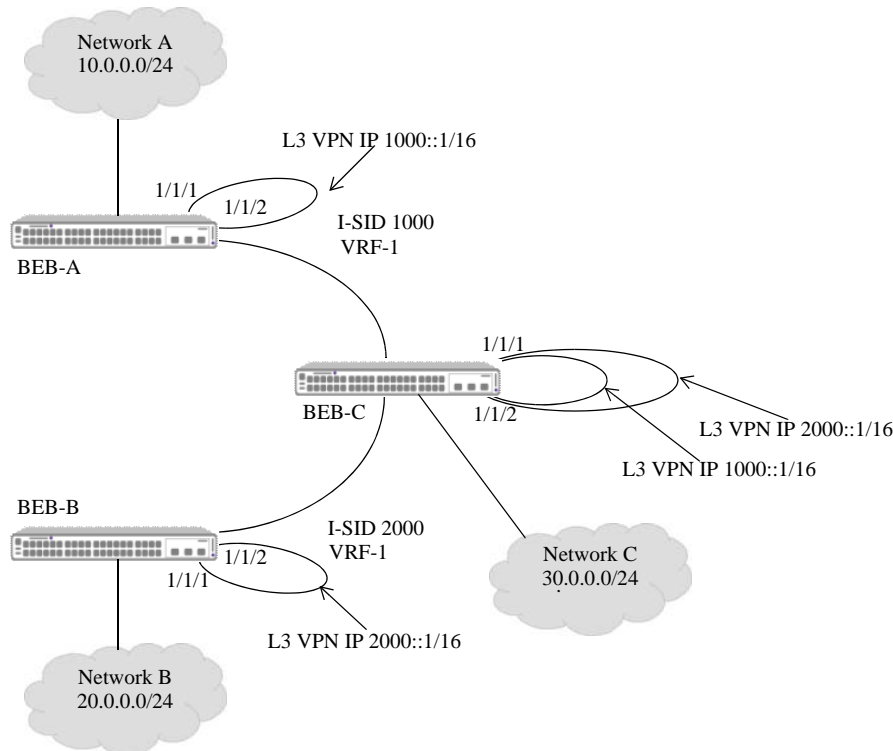 Network A
10.0.0.0/24
L3 VPN IP 1000::1/16
1/1/1
1/1/2
I-SID 1000
VRF-1
BEB-A
1/1/1
BEB-C
1/1/2
L3 VPN IP 2000::1/16
L3 VPN IP 1000::1/16
BEB-B
I-SID 2000
VRF-1
1/1/2
1/1/1
Network C
30.0.0.0/24
L3 VPN IP 2000::1/16
Network B
20.0.0.0/24